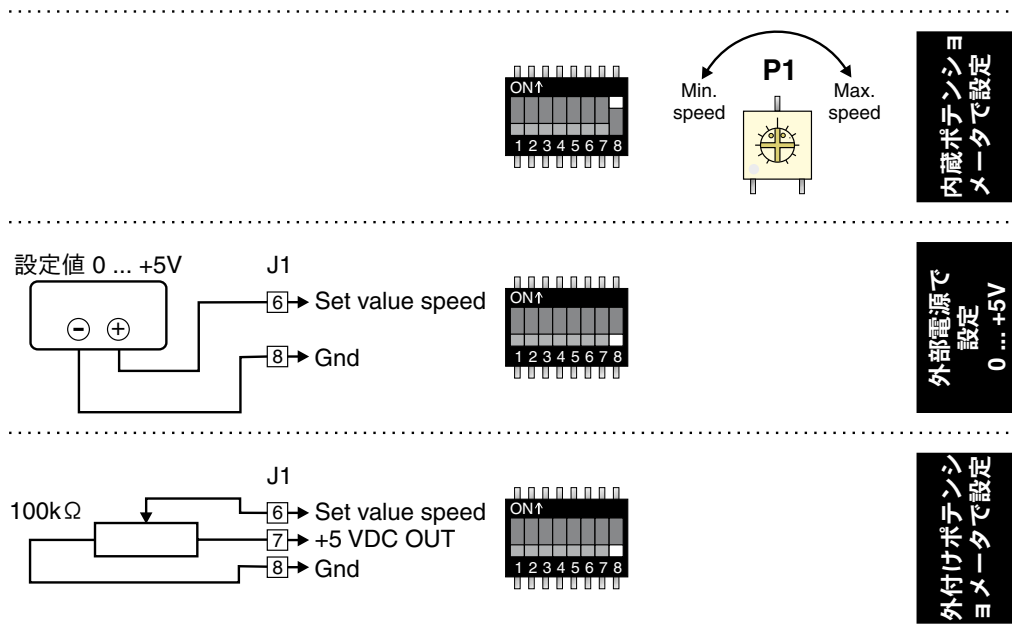 ON↑
1 2 3 4 5 6 7 8
P1
Min.
speed
Max.
speed
内蔵ポテンショ
メータで設定
設定値 0 ... +5V
J1
6 Set value speed
8 Gnd
ON↑
1 2 3 4 5 6 7 8
外部電源で
設定
0 ... +5V
100kΩ
J1
6 Set value speed
7 +5 VDC OUT
8 Gnd
ON↑
1 2 3 4 5 6 7 8
外付けポテンシ
ョメータで設定